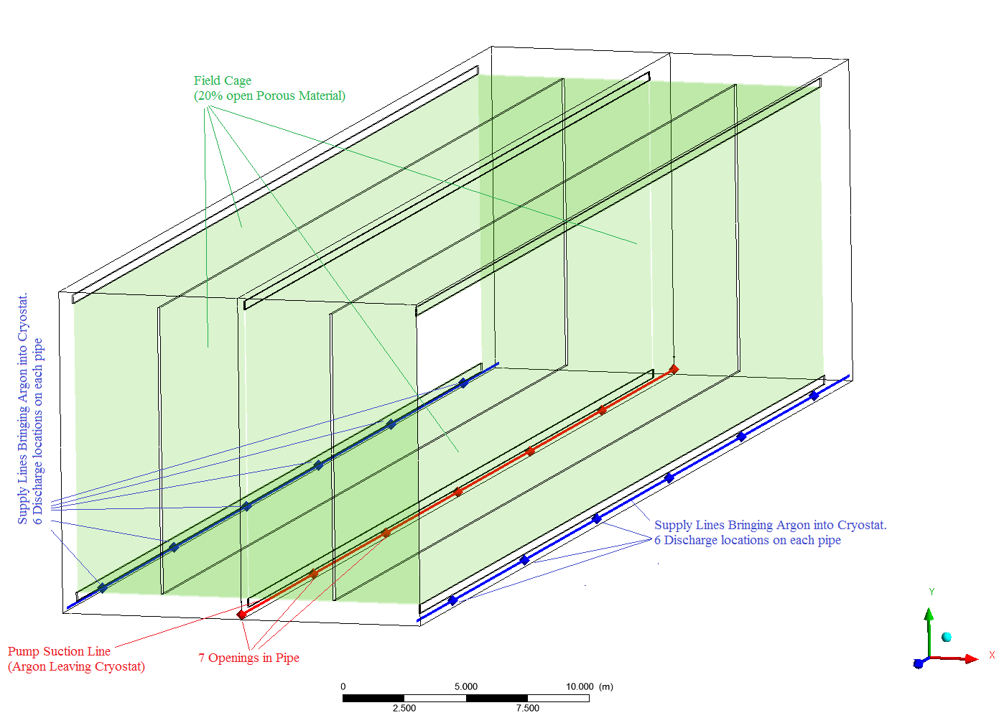 Field Cage
(20% open Porous Material)
Supply Lines Bringing Argon into Cryostat.
6 Discharge locations on each pipe
Supply Lines Bringing Argon into Cryostat.
6 Discharge locations on each pipe
Pump Suction Line
(Argon Leaving Cryostat)
7 Openings in Pipe
0 5.000 10.000 (m)
2.500 7.500
Y
X